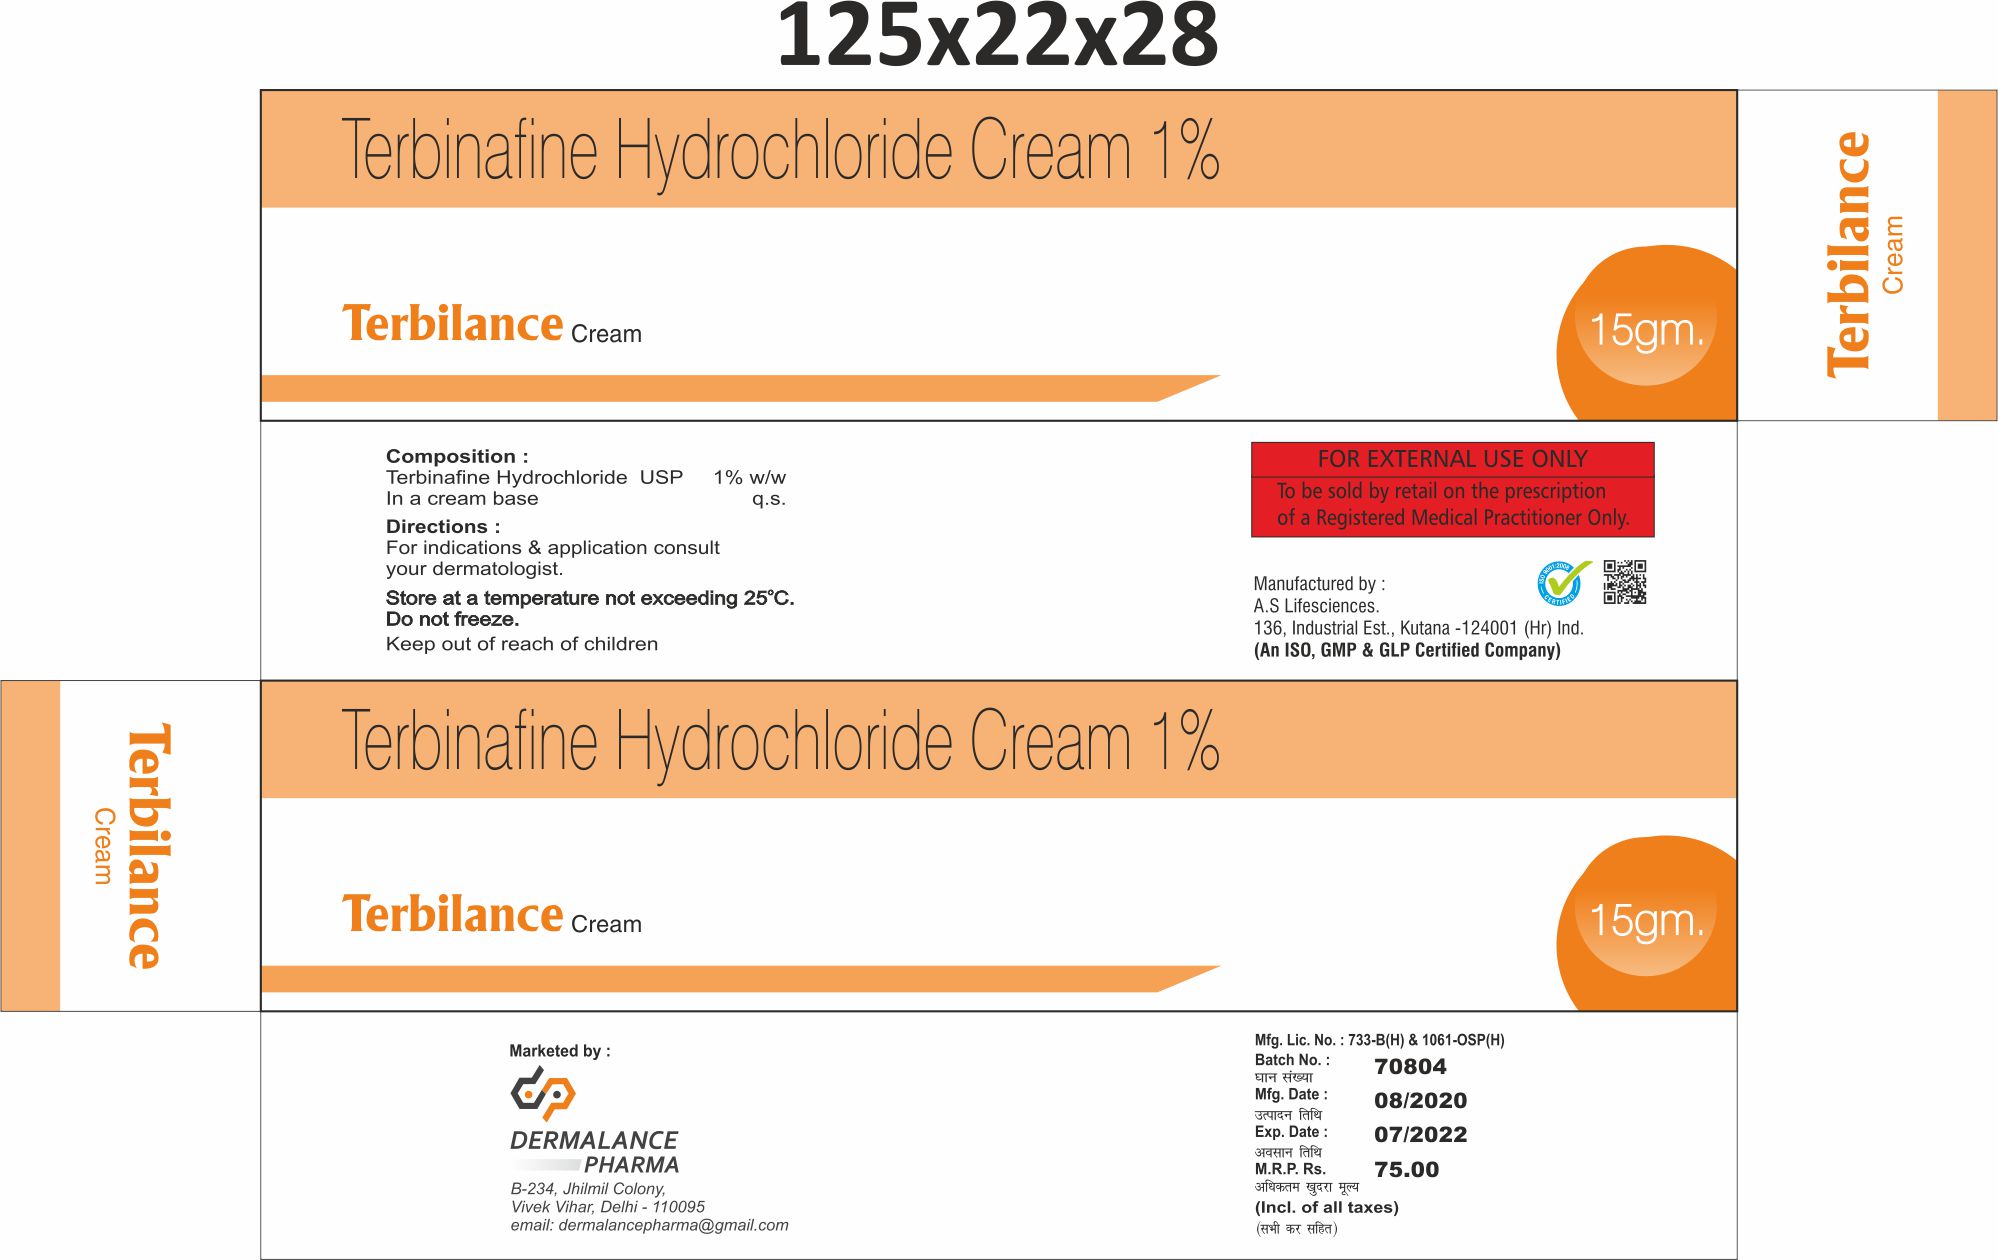 125x22x28
Terbinafine Hydrochloride Cream 1%
Terbilance Cream
15gm.
Terbilance
Cream
Composition :
Terbinafine Hydrochloride USP 1% w/w
In a cream base q.s.
Directions :
For indications & application consult
your dermatologist.
Store at a temperature not exceeding 25°C.
Do not freeze.
Keep out of reach of children
FOR EXTERNAL USE ONLY
To be sold by retail on the prescription
of a Registered Medical Practitioner Only.
ISO 9001:2008
CERTIFIED
Manufactured by :
A.S Lifesciences.
136, Industrial Est., Kutana -124001 (Hr) Ind.
(An ISO, GMP & GLP Certified Company)
Terbilance
Cream
Terbinafine Hydrochloride Cream 1%
Terbilance Cream
15gm.
Marketed by :
DERMALANCE
PHARMA
B-234, Jhilmil Colony,
Vivek Vihar, Delhi - 110095
email: dermalancepharma@gmail.com
Mfg. Lic. No. : 733-B(H) & 1061-OSP(H)
Batch No. : 70804
घान संख्या
Mfg. Date : 08/2020
उत्पादन तिथि
Exp. Date : 07/2022
अवसान तिथि
M.R.P. Rs. 75.00
अधिकतम खुदरा मूल्य
(Incl. of all taxes)
(सभी कर सहित)